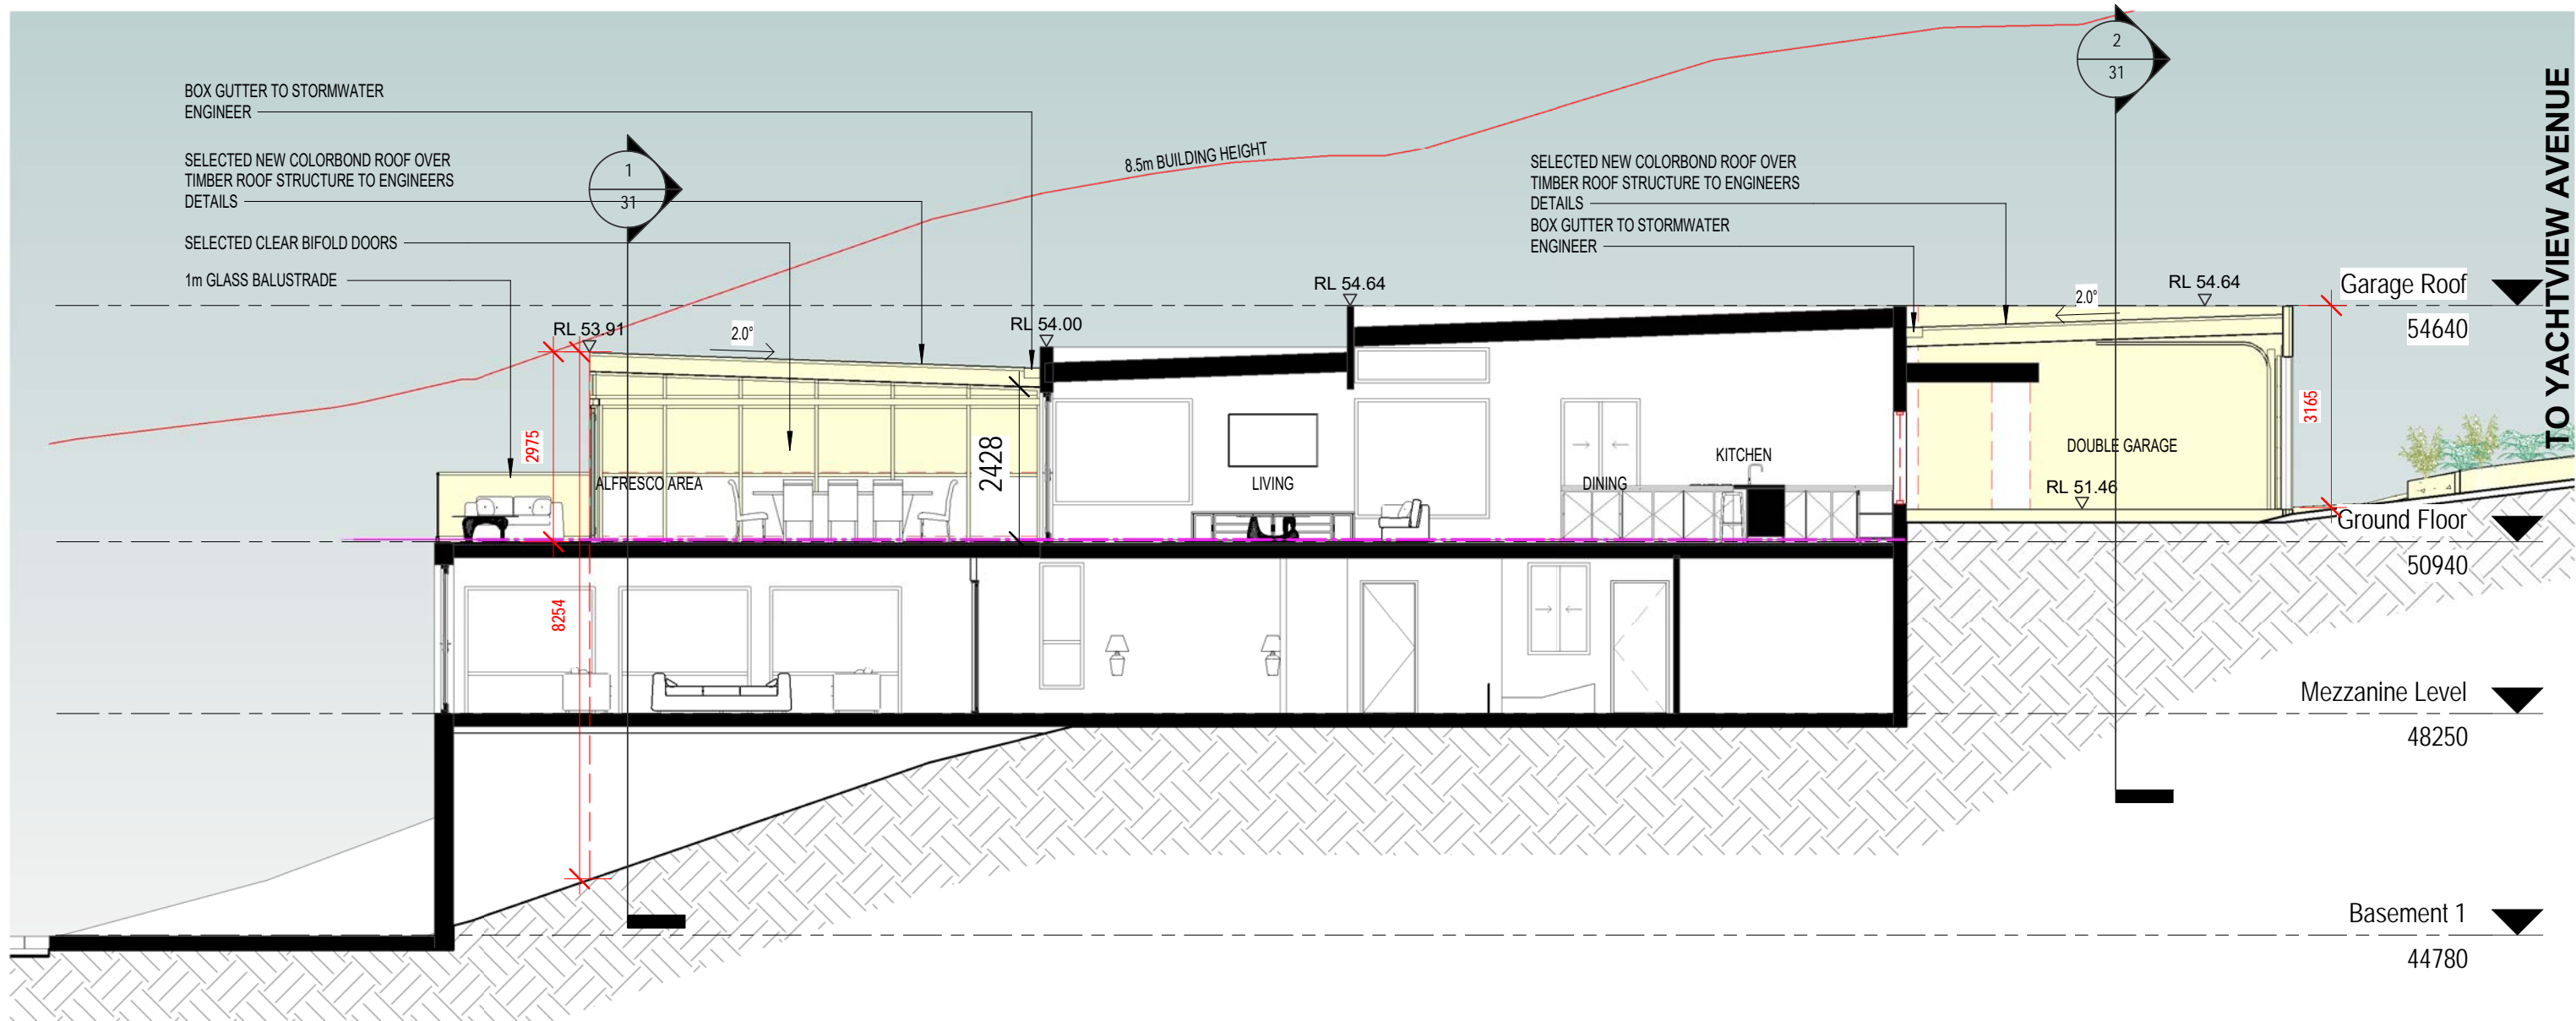 BOX GUTTER TO STORMWATER
ENGINEER
SELECTED NEW COLORBOND ROOF OVER
TIMBER ROOF STRUCTURE TO ENGINEERS
DETAILS
SELECTED CLEAR BIFOLD DOORS
1m GLASS BALUSTRADE
1
31
8.5m BUILDING HEIGHT
SELECTED NEW COLORBOND ROOF OVER
TIMBER ROOF STRUCTURE TO ENGINEERS
DETAILS
BOX GUTTER TO STORMWATER
ENGINEER
2
31
TO YACHTVIEW AVENUE
RL 53.91
2.0°
RL 54.00
RL 54.64
2.0°
RL 54.64
Garage Roof
54640
2975
2428
3165
ALFRESCO AREA
LIVING
DINING
KITCHEN
DOUBLE GARAGE
RL 51.46
Ground Floor
50940
8254
Mezzanine Level
48250
Basement 1
44780